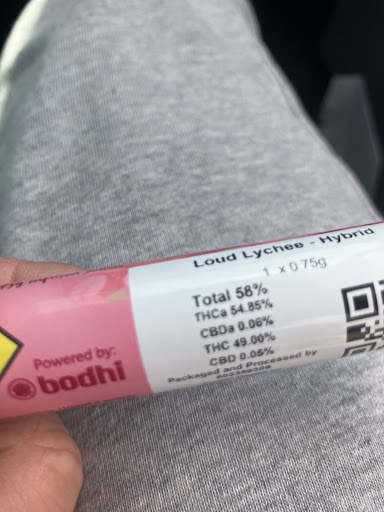 Loud Lychee - Hybrid
1 x 0.75g
Total 58%
THCa 54.85%
CBDa 0.06%
THC 49.00%
CBD 0.05%
Packaged and Processed by
Powered by:
bodhi